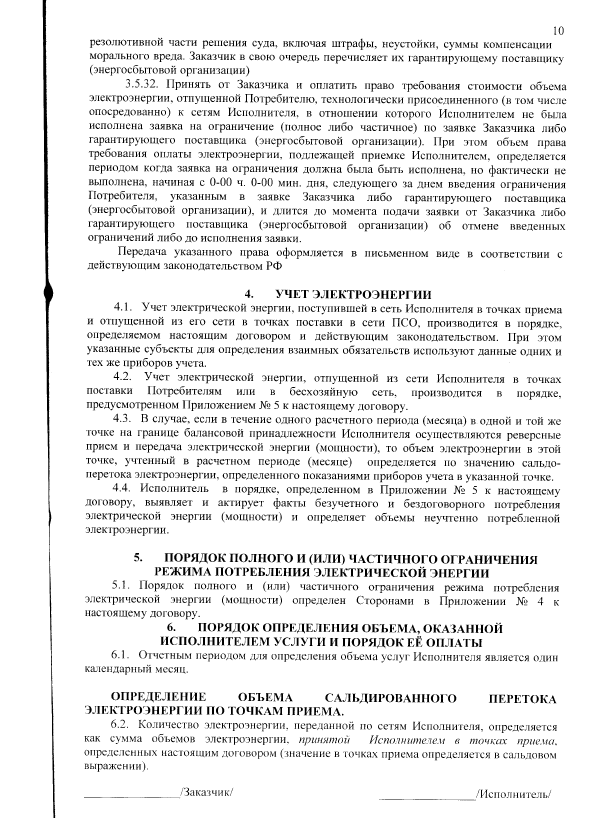 10
резолютивной части решения суда, включая штрафы, неустойки, суммы компенсации
морального вреда. Заказчик в свою очередь перечисляет их гарантирующему поставщику
(энергосбытовой организации)
3.5.32. Принять от Заказчика и оплатить право требования стоимости объема
электроэнергии, отпущенной Потребителю, технологически присоединенного (в том числе
опосредованно) к сетям Исполнителя, в отношении которого Исполнителем не была
исполнена заявка на ограничение (полное либо частичное) по заявке Заказчика либо
гарантирующего поставщика (энергосбытовой организации). При этом объем права
требования оплаты электроэнергии, подлежащей приемке Исполнителем, определяется
периодом когда заявка на ограничения должна была быть исполнена, но фактически не
выполнена, начиная с 0-00 ч. 0-00 мин. дня, следующего за днем введения ограничения
Потребителя, указанным в заявке Заказчика либо гарантирующего поставщика
(энергосбытовой организации), и длится до момента подачи заявки от Заказчика либо
гарантирующего поставщика (энергосбытовой организации) об отмене введенных
ограничений либо до исполнения заявки.
Передача указанного права оформляется в письменном виде в соответствии с
действующим законодательством РФ
4. УЧЕТ ЭЛЕКТРОЭНЕРГИИ
4.1. Учет электрической энергии, поступившей в сеть Исполнителя в точках приема
и отпущенной из его сети в точках поставки в сети ПСО, производится в порядке,
определяемом настоящим договором и действующим законодательством. При этом
указанные субъекты для определения взаимных обязательств используют данные одних и
тех же приборов учета.
4.2. Учет электрической энергии, отпущенной из сети Исполнителя в точках
поставки Потребителям или в бесхозяйную сеть, производится в порядке,
предусмотренном Приложением № 5 к настоящему договору.
4.3. В случае, если в течение одного расчетного периода (месяца) в одной и той же
точке на границе балансовой принадлежности Исполнителя осуществляются реверсные
прием и передача электрической энергии (мощности), то объем электроэнергии в этой
точке, учтенный в расчетном периоде (месяце) определяется по значению сальдо-
перетока электроэнергии, определенного показаниями приборов учета в указанной точке.
4.4. Исполнитель в порядке, определенном в Приложении № 5 к настоящему
договору, выявляет и актирует факты безучетного и бездоговорного потребления
электрической энергии (мощности) и определяет объемы неучтенно потребленной
электроэнергии.
5. ПОРЯДОК ПОЛНОГО И (ИЛИ) ЧАСТИЧНОГО ОГРАНИЧЕНИЯ
РЕЖИМА ПОТРЕБЛЕНИЯ ЭЛЕКТРИЧЕСКОЙ ЭНЕРГИИ
5.1. Порядок полного и (или) частичного ограничения режима потребления
электрической энергии (мощности) определен Сторонами в Приложении № 4 к
настоящему договору.
6. ПОРЯДОК ОПРЕДЕЛЕНИЯ ОБЪЕМА, ОКАЗАННОЙ
ИСПОЛНИТЕЛЕМ УСЛУГИ И ПОРЯДОК ЕЁ ОПЛАТЫ
6.1. Отчетным периодом для определения объема услуг Исполнителя является один
календарный месяц.
ОПРЕДЕЛЕНИЕ ОБЪЕМА САЛЬДИРОВАННОГО ПЕРЕТОКА
ЭЛЕКТРОЭНЕРГИИ ПО ТОЧКАМ ПРИЕМА.
6.2. Количество электроэнергии, переданной по сетям Исполнителя, определяется
как сумма объемов электроэнергии, принятой Исполнителем в точках приема,
определенных настоящим договором (значение в точках приема определяется в сальдовом
выражении).
_______________/Заказчик/ _______________/Исполнитель/